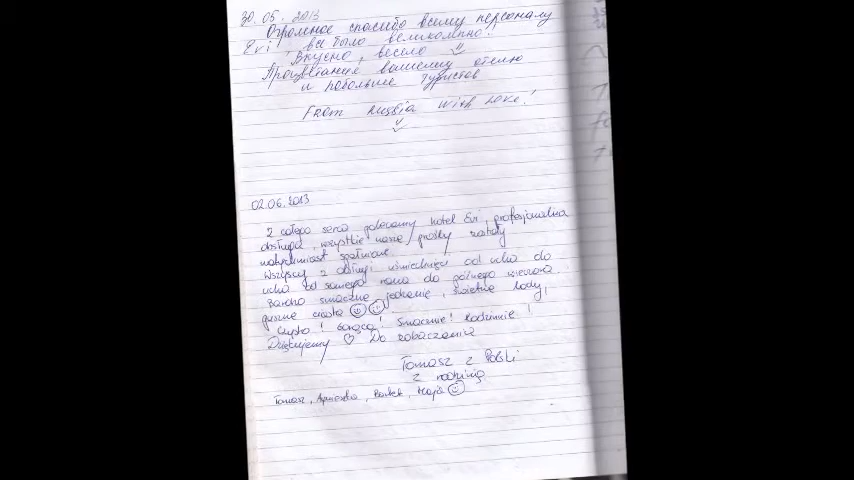 30.05.2013
Огромное спасибо всему персоналу
Evi, всё было великолепно!
Вкусно, весело
Процветания вашему отелю
и побольше туристов
From Russia with Love!
02.06.2013
Z całego serca polecamy hotel Evi, profesjonalna
obsługa, wszystkie nasze prośby zostały
natychmiast spełnione.
Wszyscy z obsługi uśmiechnięci od ucha do
ucha od samego rana do późnego wieczora.
Bardzo smaczne jedzenie, świetne lody,
pyszne ciasta ☺☺
Czysto! Gorąco! Smacznie! Rodzinnie!
Dziękujemy ♡ Do zobaczenia
Tomasz z Polski
z rodziną
Tomasz, Agnieszka, Bartek, Maja ☺